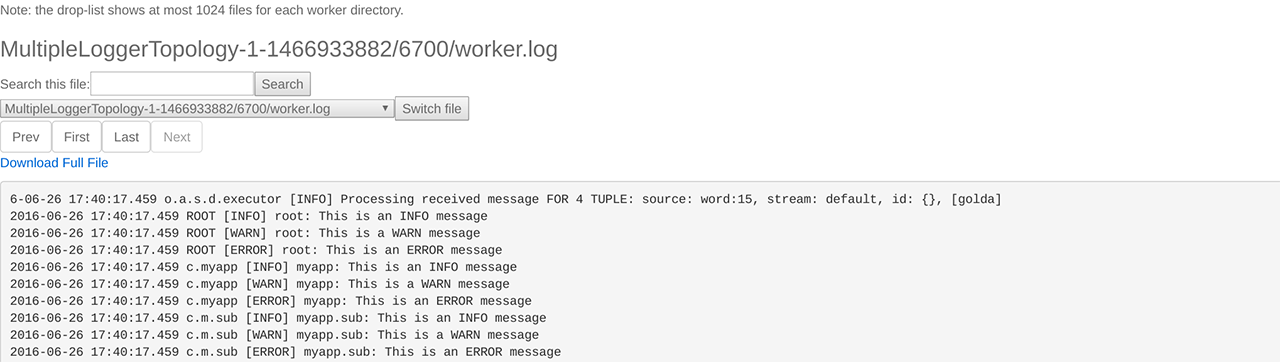 Note: the drop-list shows at most 1024 files for each worker directory.
MultipleLoggerTopology-1-1466933882/6700/worker.log
Search this file: Search
MultipleLoggerTopology-1-1466933882/6700/worker.log Switch file
Prev First Last Next
Download Full File
6-06-26 17:40:17.459 o.a.s.d.executor [INFO] Processing received message FOR 4 TUPLE: source: word:15, stream: default, id: {}, [golda]
2016-06-26 17:40:17.459 ROOT [INFO] root: This is an INFO message
2016-06-26 17:40:17.459 ROOT [WARN] root: This is a WARN message
2016-06-26 17:40:17.459 ROOT [ERROR] root: This is an ERROR message
2016-06-26 17:40:17.459 c.myapp [INFO] myapp: This is an INFO message
2016-06-26 17:40:17.459 c.myapp [WARN] myapp: This is a WARN message
2016-06-26 17:40:17.459 c.myapp [ERROR] myapp: This is an ERROR message
2016-06-26 17:40:17.459 c.m.sub [INFO] myapp.sub: This is an INFO message
2016-06-26 17:40:17.459 c.m.sub [WARN] myapp.sub: This is a WARN message
2016-06-26 17:40:17.459 c.m.sub [ERROR] myapp.sub: This is an ERROR message